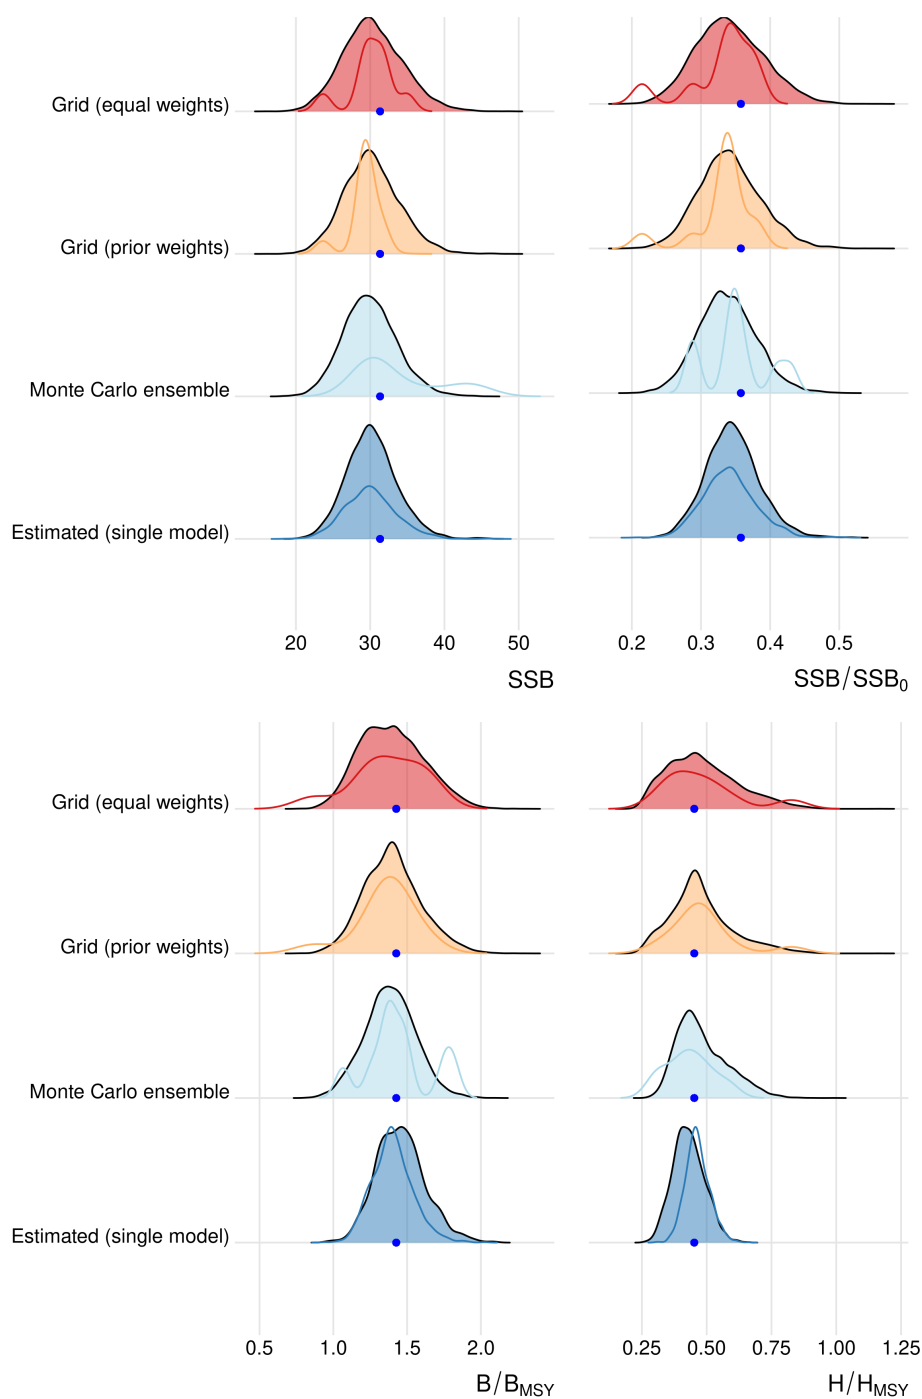 Grid (equal weights)
Grid (prior weights)
Monte Carlo ensemble
Estimated (single model)
20 30 40 50
SSB
0.2 0.3 0.4 0.5
SSB/SSB₀
Grid (equal weights)
Grid (prior weights)
Monte Carlo ensemble
Estimated (single model)
0.5 1.0 1.5 2.0
B/B_MSY
0.25 0.50 0.75 1.00 1.25
H/H_MSY